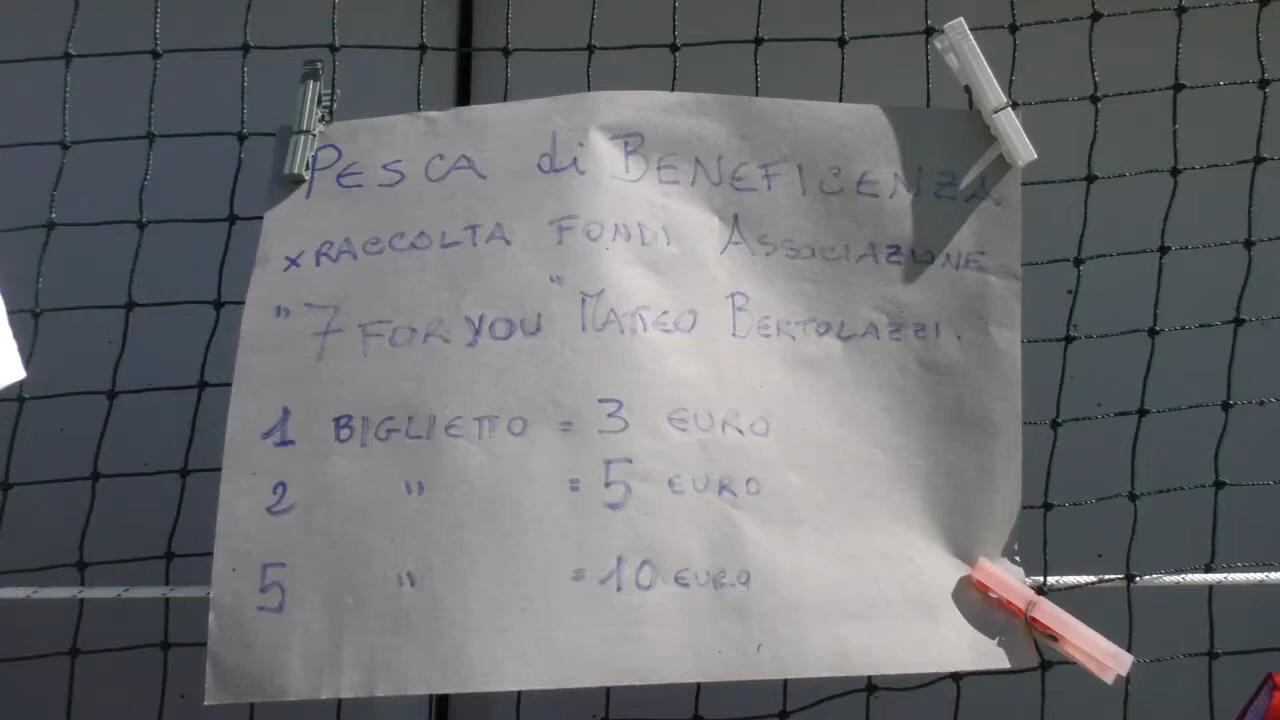 PESCA di BENEFICENZA
x RACCOLTA FONDI ASSOCIAZIONE
"7 FOR YOU" MATTEO BERTOLAZZI.
1 BIGLIETTO = 3 EURO
2 " = 5 EURO
5 " = 10 EURO